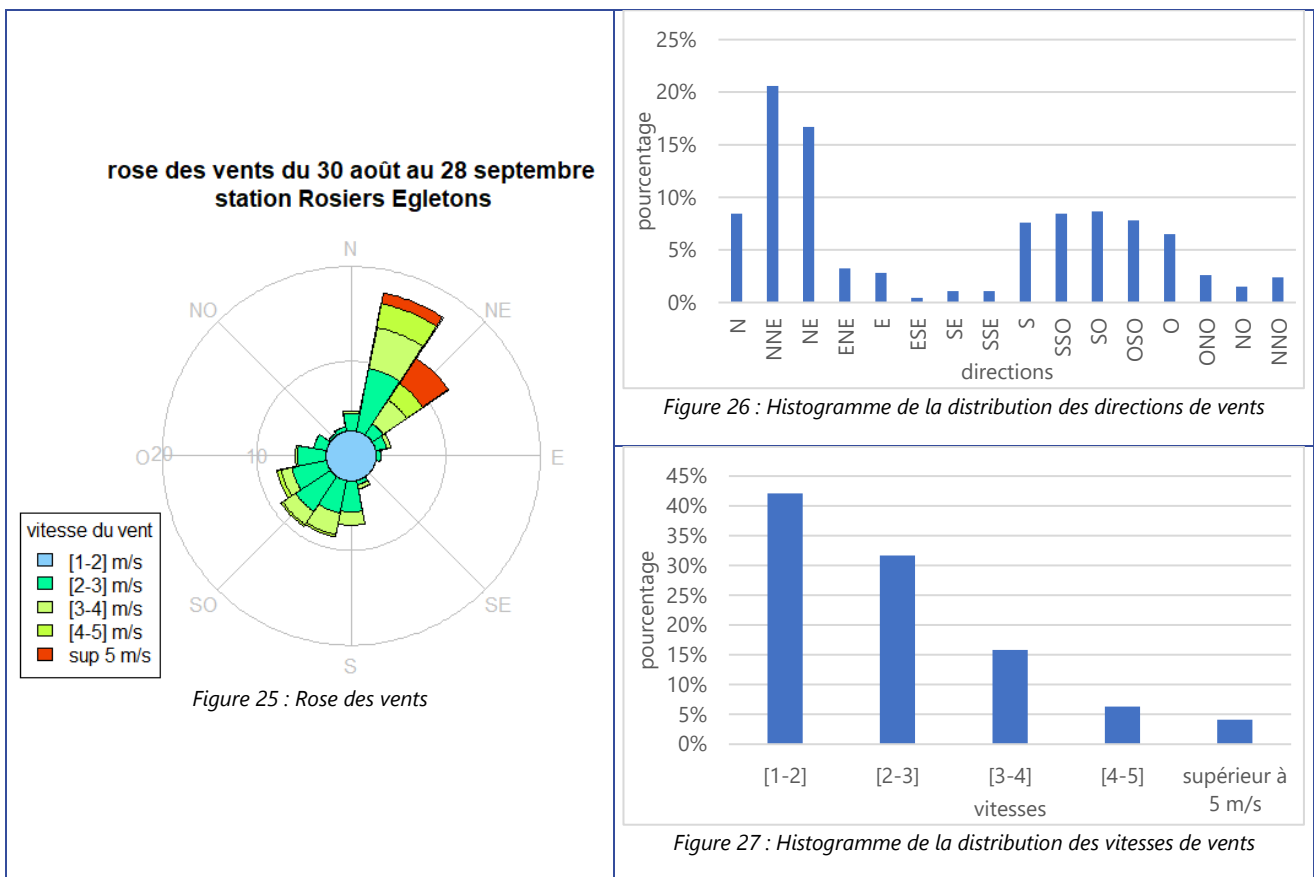 rose des vents du 30 août au 28 septembre
station Rosiers Egletons
N
NO
NE
O
20
10
E
SO
SE
S
vitesse du vent
[1-2] m/s
[2-3] m/s
[3-4] m/s
[4-5] m/s
sup 5 m/s
Figure 25 : Rose des vents
25%
20%
15%
10%
5%
0%
pourcentage
N
NNE
NE
ENE
E
ESE
SE
SSE
S
SSO
SO
OSO
O
ONO
NO
NNO
directions
Figure 26 : Histogramme de la distribution des directions de vents
45%
40%
35%
30%
25%
20%
15%
10%
5%
0%
pourcentage
[1-2]
[2-3]
[3-4]
[4-5]
supérieur à
5 m/s
vitesses
Figure 27 : Histogramme de la distribution des vitesses de vents